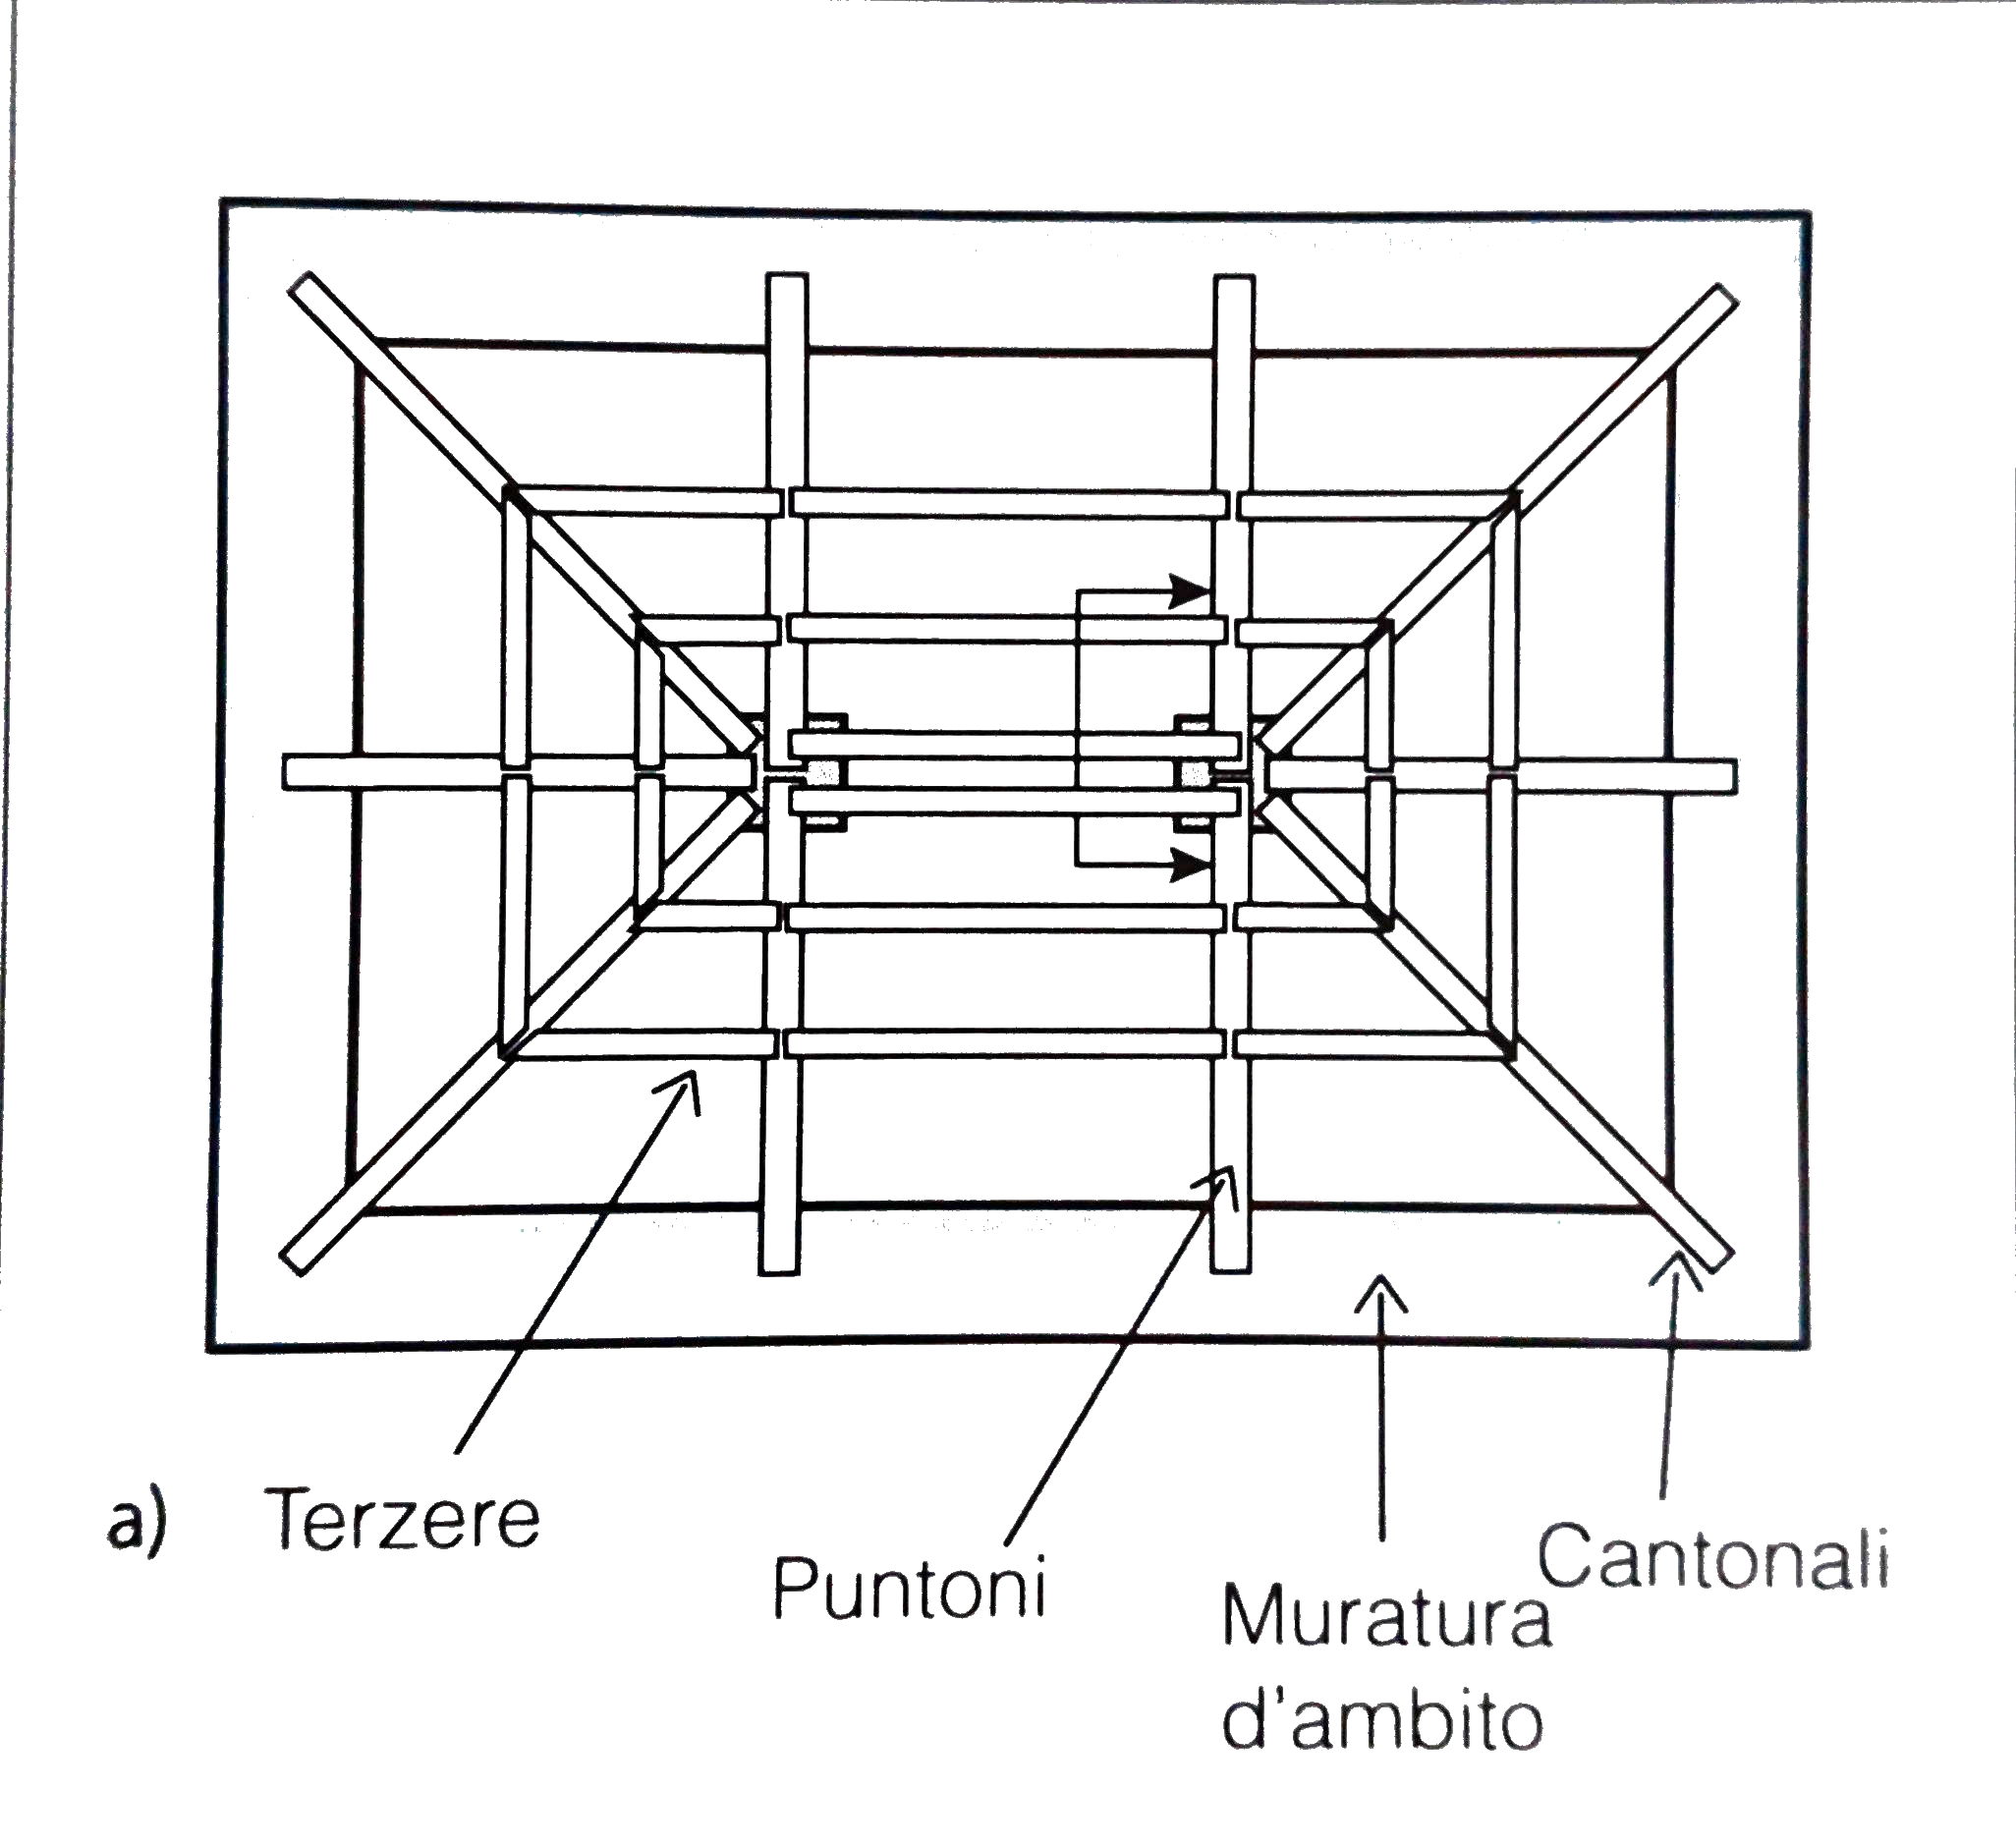 a) Terzere
Puntoni
Muratura
d'ambito
Cantonali